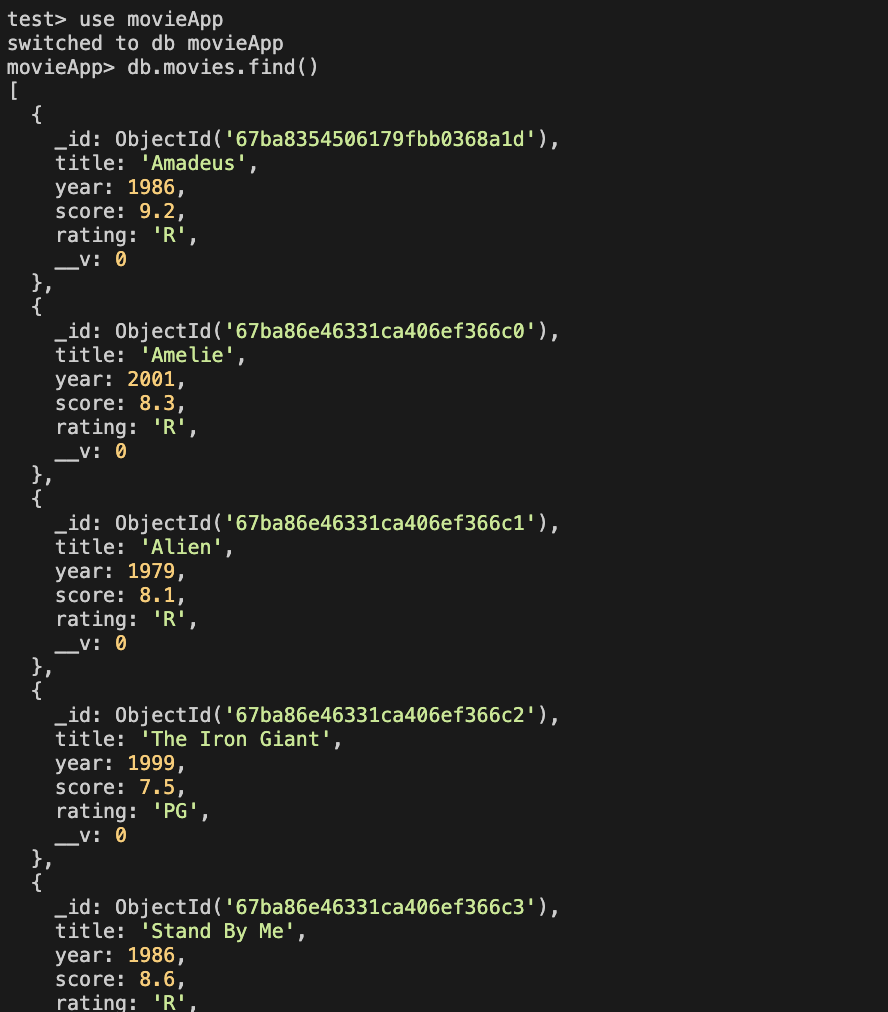 test> use movieApp
switched to db movieApp
movieApp> db.movies.find()
[
  {
    _id: ObjectId('67ba8354506179fbb0368a1d'),
    title: 'Amadeus',
    year: 1986,
    score: 9.2,
    rating: 'R',
    __v: 0
  },
  {
    _id: ObjectId('67ba86e46331ca406ef366c0'),
    title: 'Amelie',
    year: 2001,
    score: 8.3,
    rating: 'R',
    __v: 0
  },
  {
    _id: ObjectId('67ba86e46331ca406ef366c1'),
    title: 'Alien',
    year: 1979,
    score: 8.1,
    rating: 'R',
    __v: 0
  },
  {
    _id: ObjectId('67ba86e46331ca406ef366c2'),
    title: 'The Iron Giant',
    year: 1999,
    score: 7.5,
    rating: 'PG',
    __v: 0
  },
  {
    _id: ObjectId('67ba86e46331ca406ef366c3'),
    title: 'Stand By Me',
    year: 1986,
    score: 8.6,
    rating: 'R',